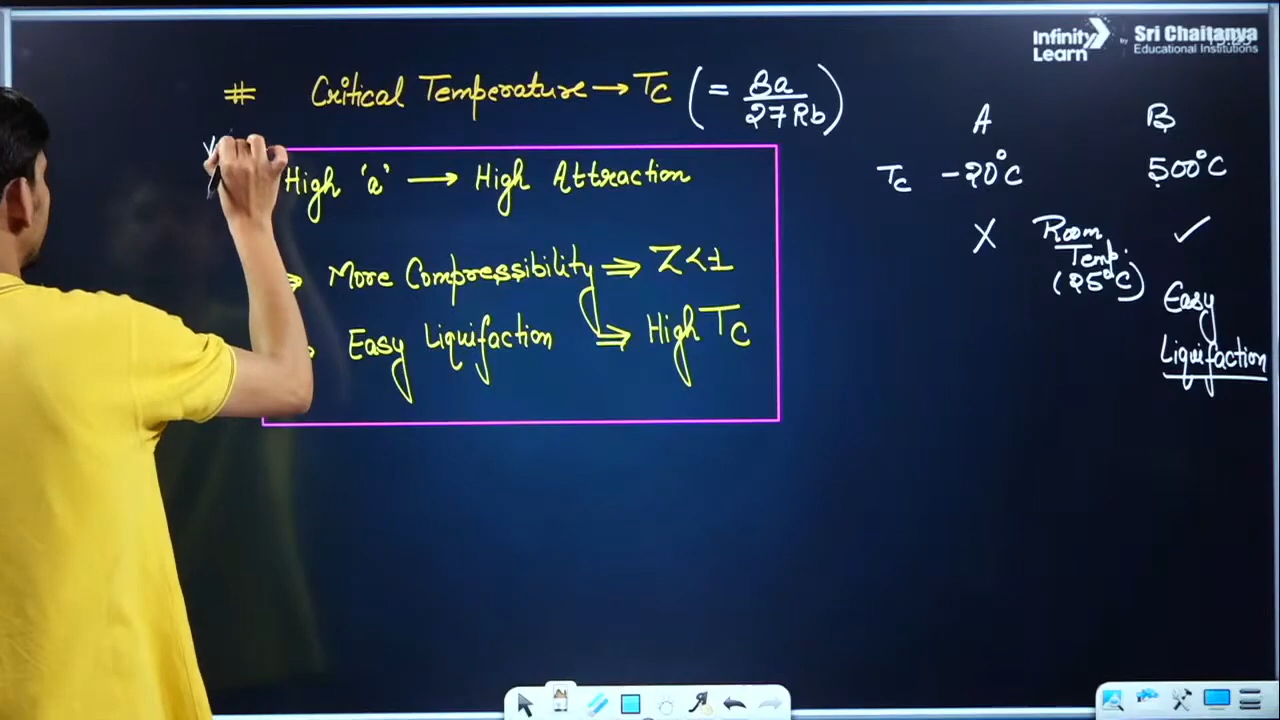 Infinity Learn by Sri Chaitanya Educational Institutions
# Critical Temperature → Tc (= 8a / 27Rb)
High 'a' → High Attraction
⇒ More Compressibility ⇒ Z<1
Easy Liquifaction ⇒ High Tc
A B
Tc -20°C 500°C
X Room Temp. (25°C) ✓
Easy
Liquifaction